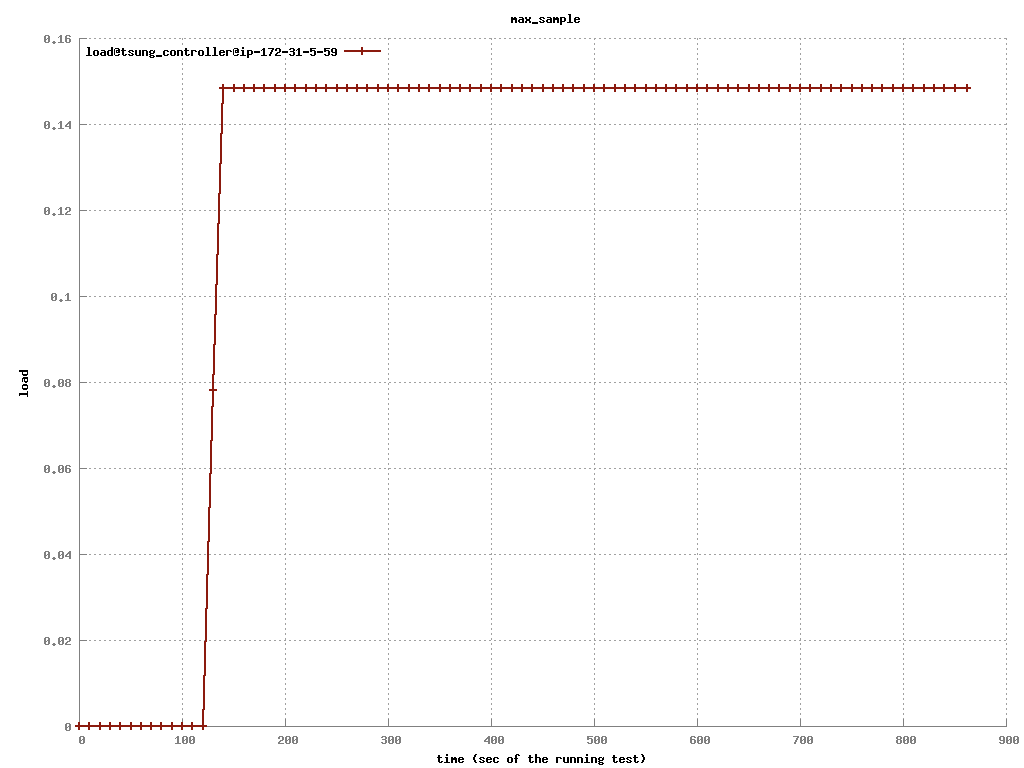 max_sample
0.16
load@tsung_controller@ip-172-31-5-59
0.14
0.12
0.1
load
0.08
0.06
0.04
0.02
0
0 100 200 300 400 500 600 700 800 900
time (sec of the running test)